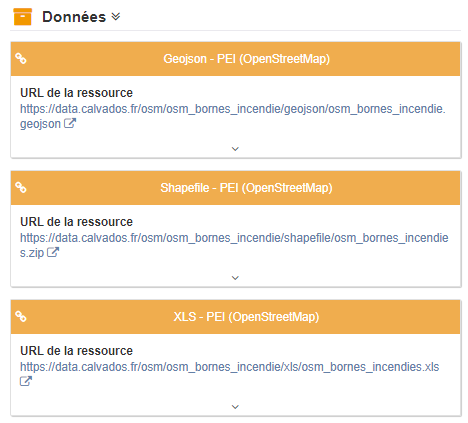 Données
Geojson - PEI (OpenStreetMap)
URL de la ressource
https://data.calvados.fr/osm/osm_bornes_incendie/geojson/osm_bornes_incendie.
geojson
Shapefile - PEI (OpenStreetMap)
URL de la ressource
https://data.calvados.fr/osm/osm_bornes_incendie/shapefile/osm_bornes_incendie
s.zip
XLS - PEI (OpenStreetMap)
URL de la ressource
https://data.calvados.fr/osm/osm_bornes_incendie/xls/osm_bornes_incendies.xls